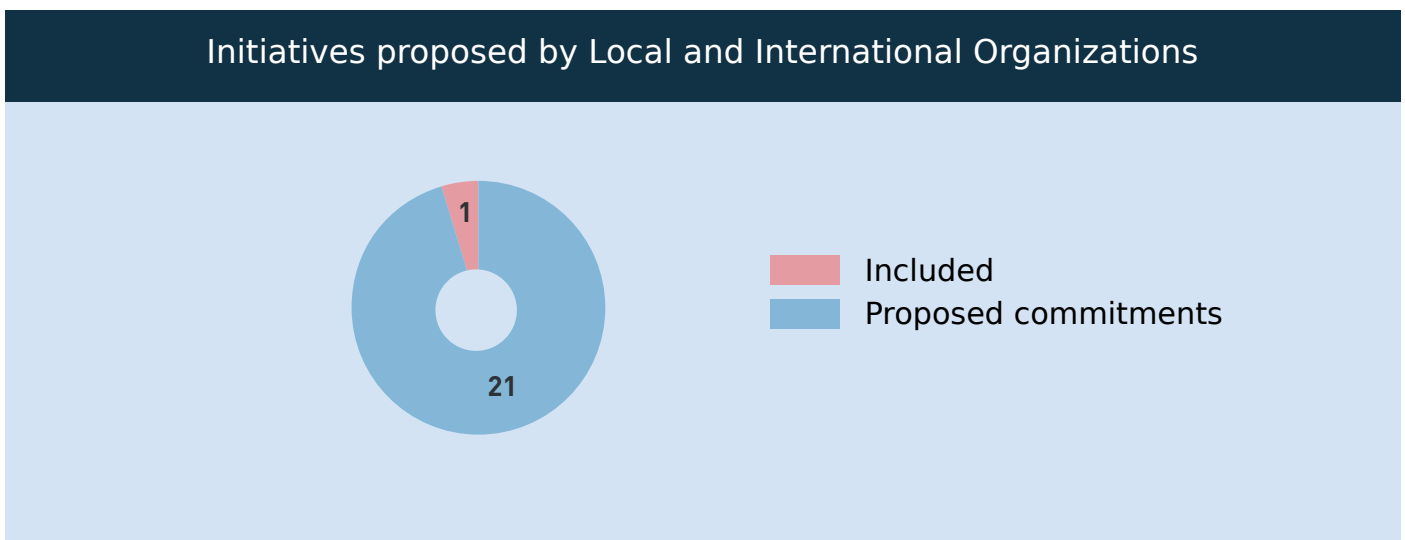 Initiatives proposed by Local and International Organizations
1
21
Included
Proposed commitments